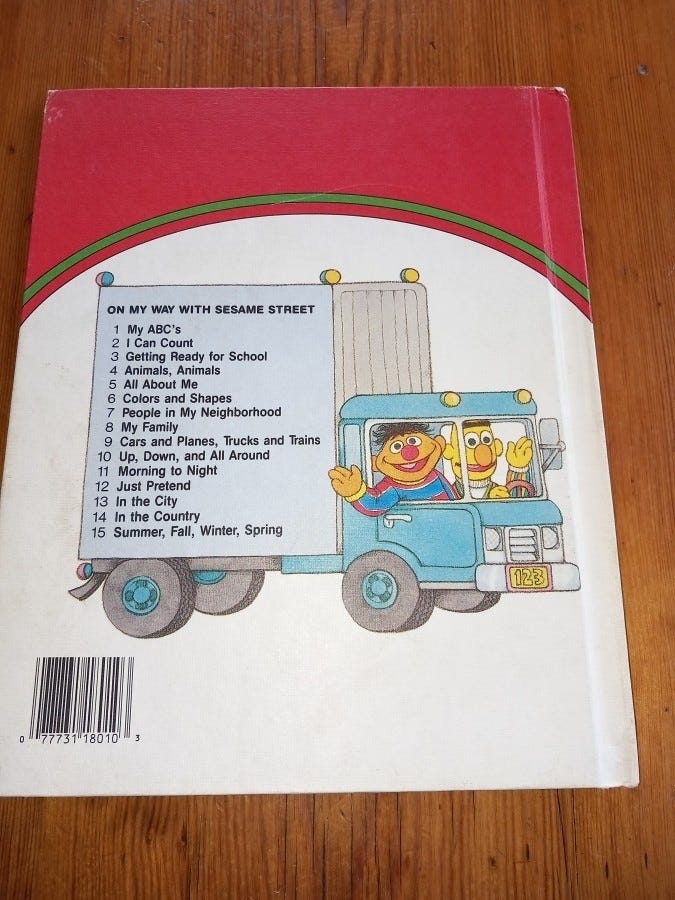 ON MY WAY WITH SESAME STREET
1 My ABC's
2 I Can Count
3 Getting Ready for School
4 Animals, Animals
5 All About Me
6 Colors and Shapes
7 People in My Neighborhood
8 My Family
9 Cars and Planes, Trucks and Trains
10 Up, Down, and All Around
11 Morning to Night
12 Just Pretend
13 In the City
14 In the Country
15 Summer, Fall, Winter, Spring
123
0 77731 18010 3